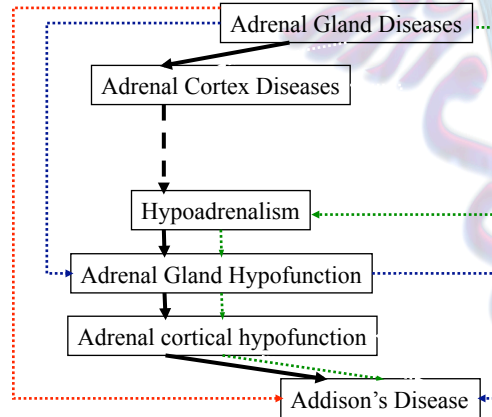 Adrenal Gland Diseases
Adrenal Cortex Diseases
Hypoadrenalism
Adrenal Gland Hypofunction
Adrenal cortical hypofunction
Addison's Disease